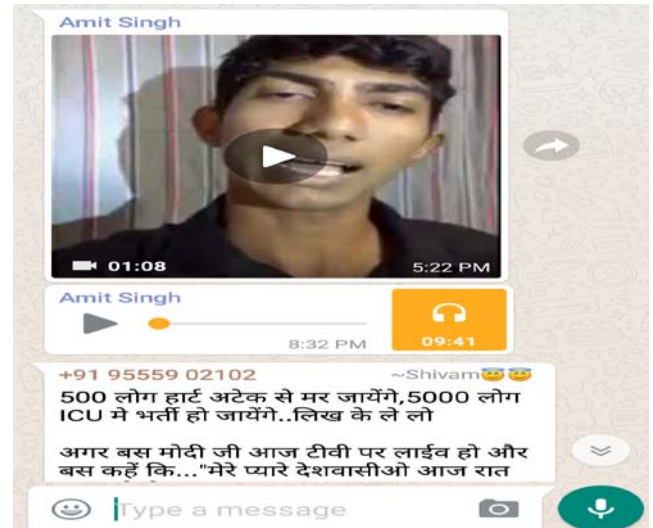 Amit Singh
01:08 5:22 PM
Amit Singh
8:32 PM 09:41
+91 95559 02102 ~Shivam😇😇
500 लोग हार्ट अटेक से मर जायेंगे,5000 लोग
ICU मे भर्ती हो जायेंगे..लिख के ले लो
अगर बस मोदी जी आज टीवी पर लाईव हो और
बस कहें कि..."मेरे प्यारे देशवासीओ आज रात
Type a message